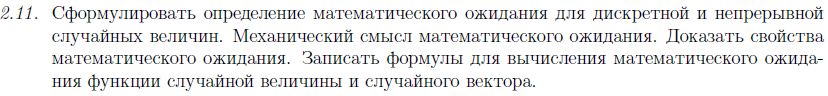 2.11. Сформулировать определение математического ожидания для дискретной и непрерывной
случайных величин. Механический смысл математического ожидания. Доказать свойства
математического ожидания. Записать формулы для вычисления математического ожида-
ния функции случайной величины и случайного вектора.